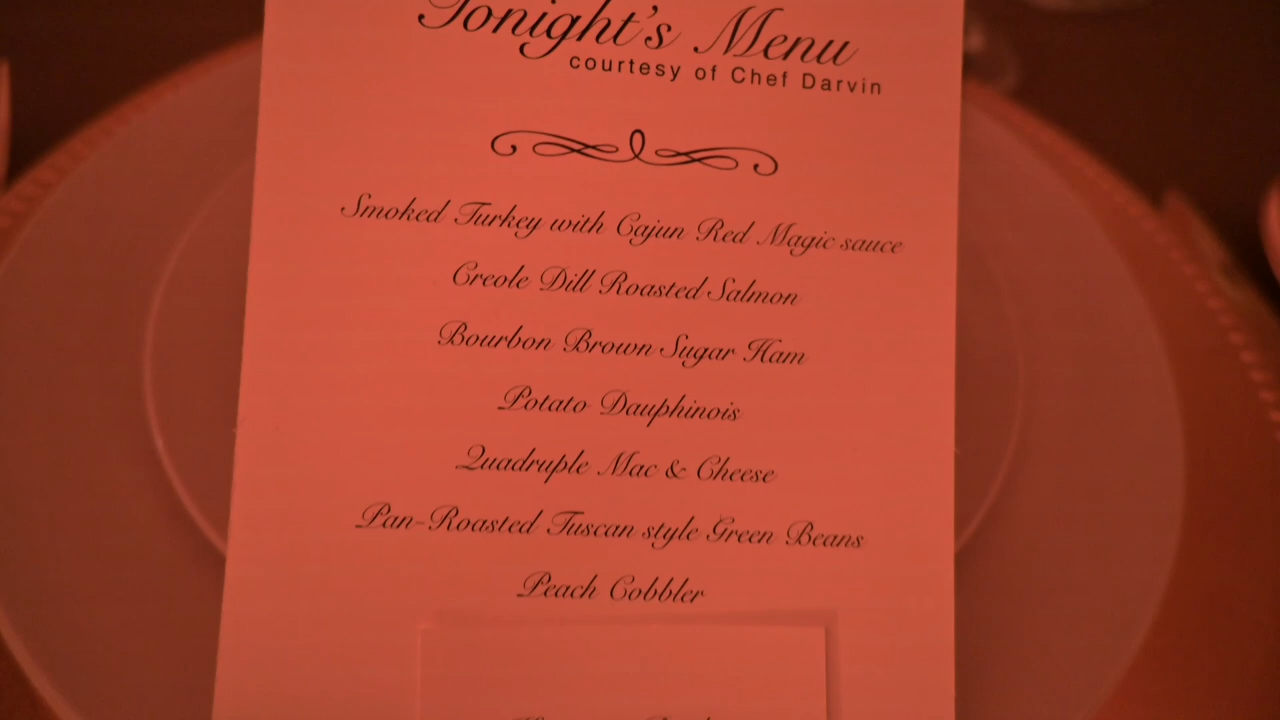 Tonight's Menu
courtesy of Chef Darvin
Smoked Turkey with Cajun Red Magic sauce
Creole Dill Roasted Salmon
Bourbon Brown Sugar Ham
Potato Dauphinois
Quadruple Mac & Cheese
Pan-Roasted Tuscan style Green Beans
Peach Cobbler